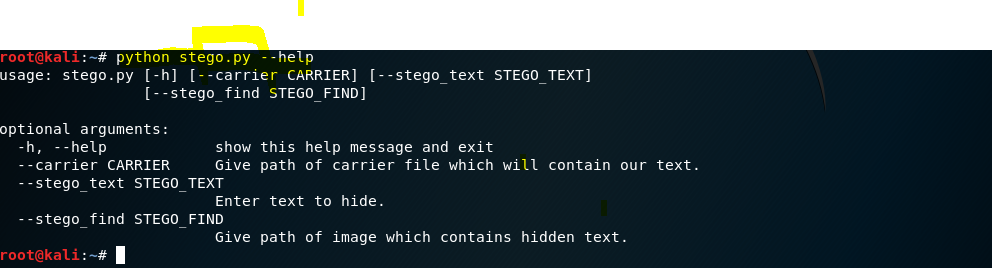 root@kali:~# python stego.py --help
usage: stego.py [-h] [--carrier CARRIER] [--stego_text STEGO_TEXT]
                [--stego_find STEGO_FIND]

optional arguments:
  -h, --help            show this help message and exit
  --carrier CARRIER     Give path of carrier file which will contain our text.
  --stego_text STEGO_TEXT
                        Enter text to hide.
  --stego_find STEGO_FIND
                        Give path of image which contains hidden text.
root@kali:~#